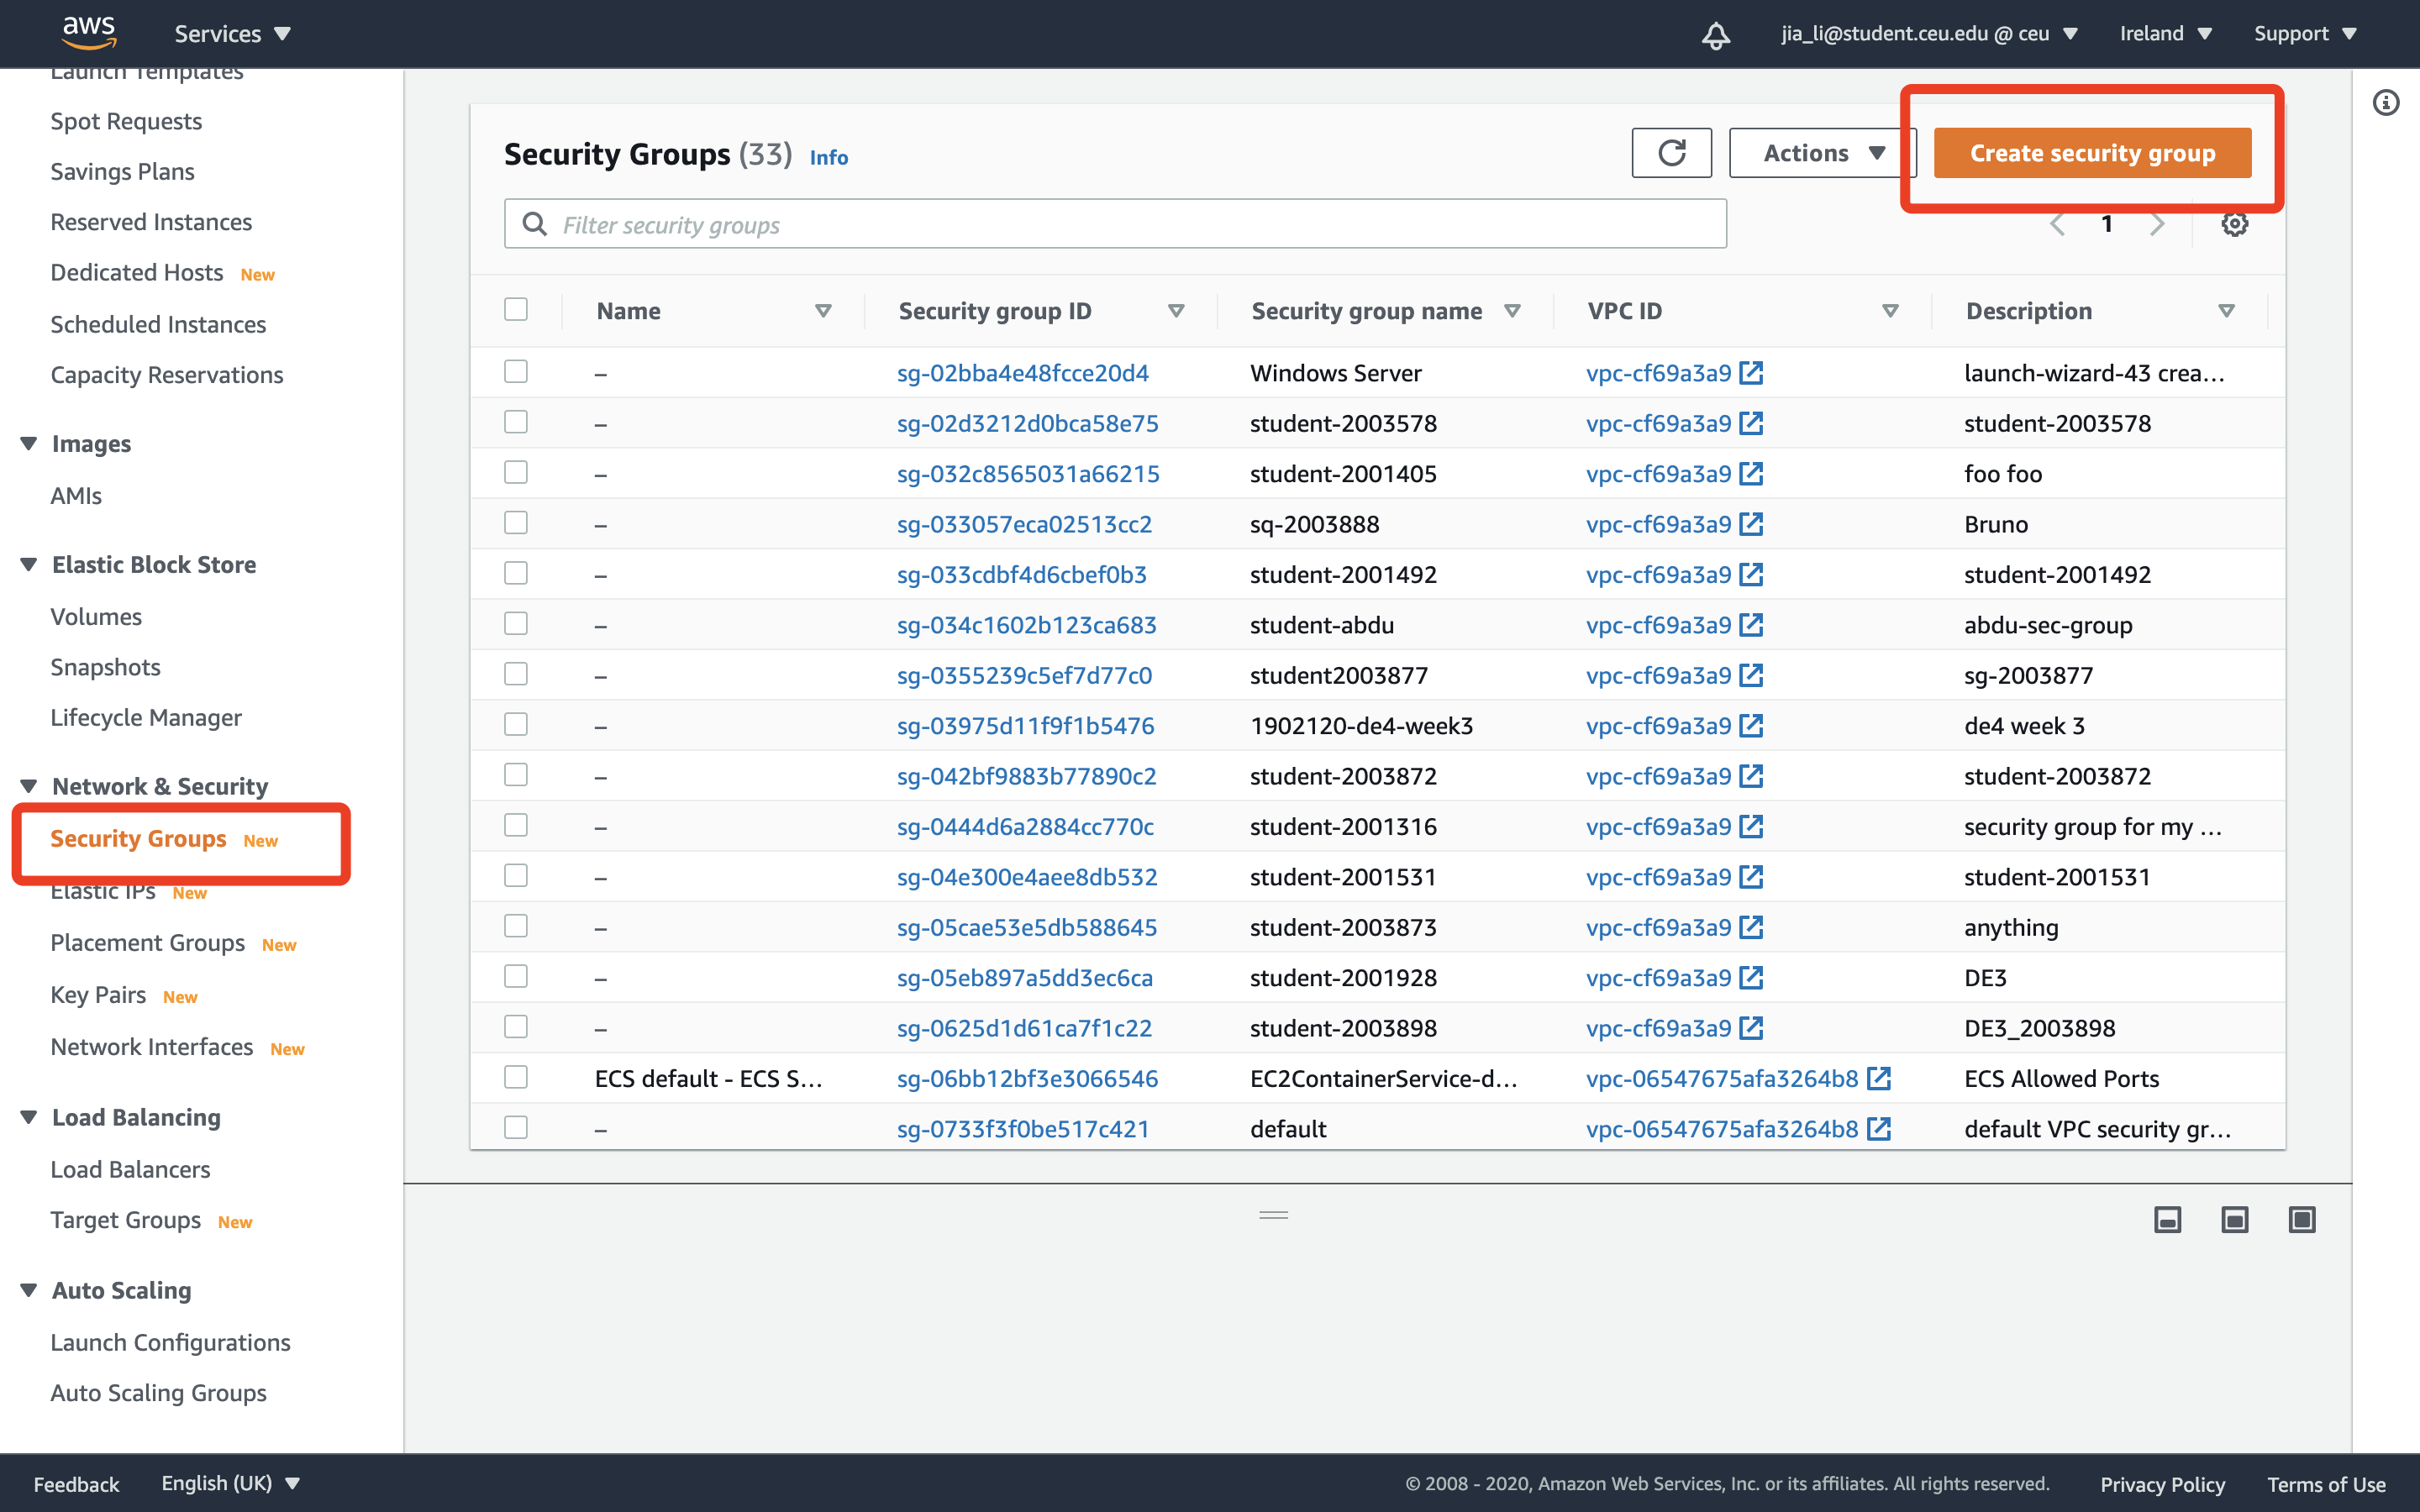 aws Services jia_li@student.ceu.edu @ ceu Ireland Support
Launch Templates
Spot Requests
Savings Plans
Reserved Instances
Dedicated Hosts New
Scheduled Instances
Capacity Reservations
Images
AMIs
Elastic Block Store
Volumes
Snapshots
Lifecycle Manager
Network & Security
Security Groups New
Elastic IPs New
Placement Groups New
Key Pairs New
Network Interfaces New
Load Balancing
Load Balancers
Target Groups New
Auto Scaling
Launch Configurations
Auto Scaling Groups
Security Groups (33) Info Actions Create security group
Filter security groups 1
Name Security group ID Security group name VPC ID Description
– sg-02bba4e48fcce20d4 Windows Server vpc-cf69a3a9 launch-wizard-43 crea...
– sg-02d3212d0bca58e75 student-2003578 vpc-cf69a3a9 student-2003578
– sg-032c8565031a66215 student-2001405 vpc-cf69a3a9 foo foo
– sg-033057eca02513cc2 sq-2003888 vpc-cf69a3a9 Bruno
– sg-033cdbf4d6cbef0b3 student-2001492 vpc-cf69a3a9 student-2001492
– sg-034c1602b123ca683 student-abdu vpc-cf69a3a9 abdu-sec-group
– sg-0355239c5ef7d77c0 student2003877 vpc-cf69a3a9 sg-2003877
– sg-03975d11f9f1b5476 1902120-de4-week3 vpc-cf69a3a9 de4 week 3
– sg-042bf9883b77890c2 student-2003872 vpc-cf69a3a9 student-2003872
– sg-0444d6a2884cc770c student-2001316 vpc-cf69a3a9 security group for my ...
– sg-04e300e4aee8db532 student-2001531 vpc-cf69a3a9 student-2001531
– sg-05cae53e5db588645 student-2003873 vpc-cf69a3a9 anything
– sg-05eb897a5dd3ec6ca student-2001928 vpc-cf69a3a9 DE3
– sg-0625d1d61ca7f1c22 student-2003898 vpc-cf69a3a9 DE3_2003898
ECS default - ECS S... sg-06bb12bf3e3066546 EC2ContainerService-d... vpc-06547675afa3264b8 ECS Allowed Ports
– sg-0733f3f0be517c421 default vpc-06547675afa3264b8 default VPC security gr...
Feedback English (UK) © 2008 - 2020, Amazon Web Services, Inc. or its affiliates. All rights reserved. Privacy Policy Terms of Use